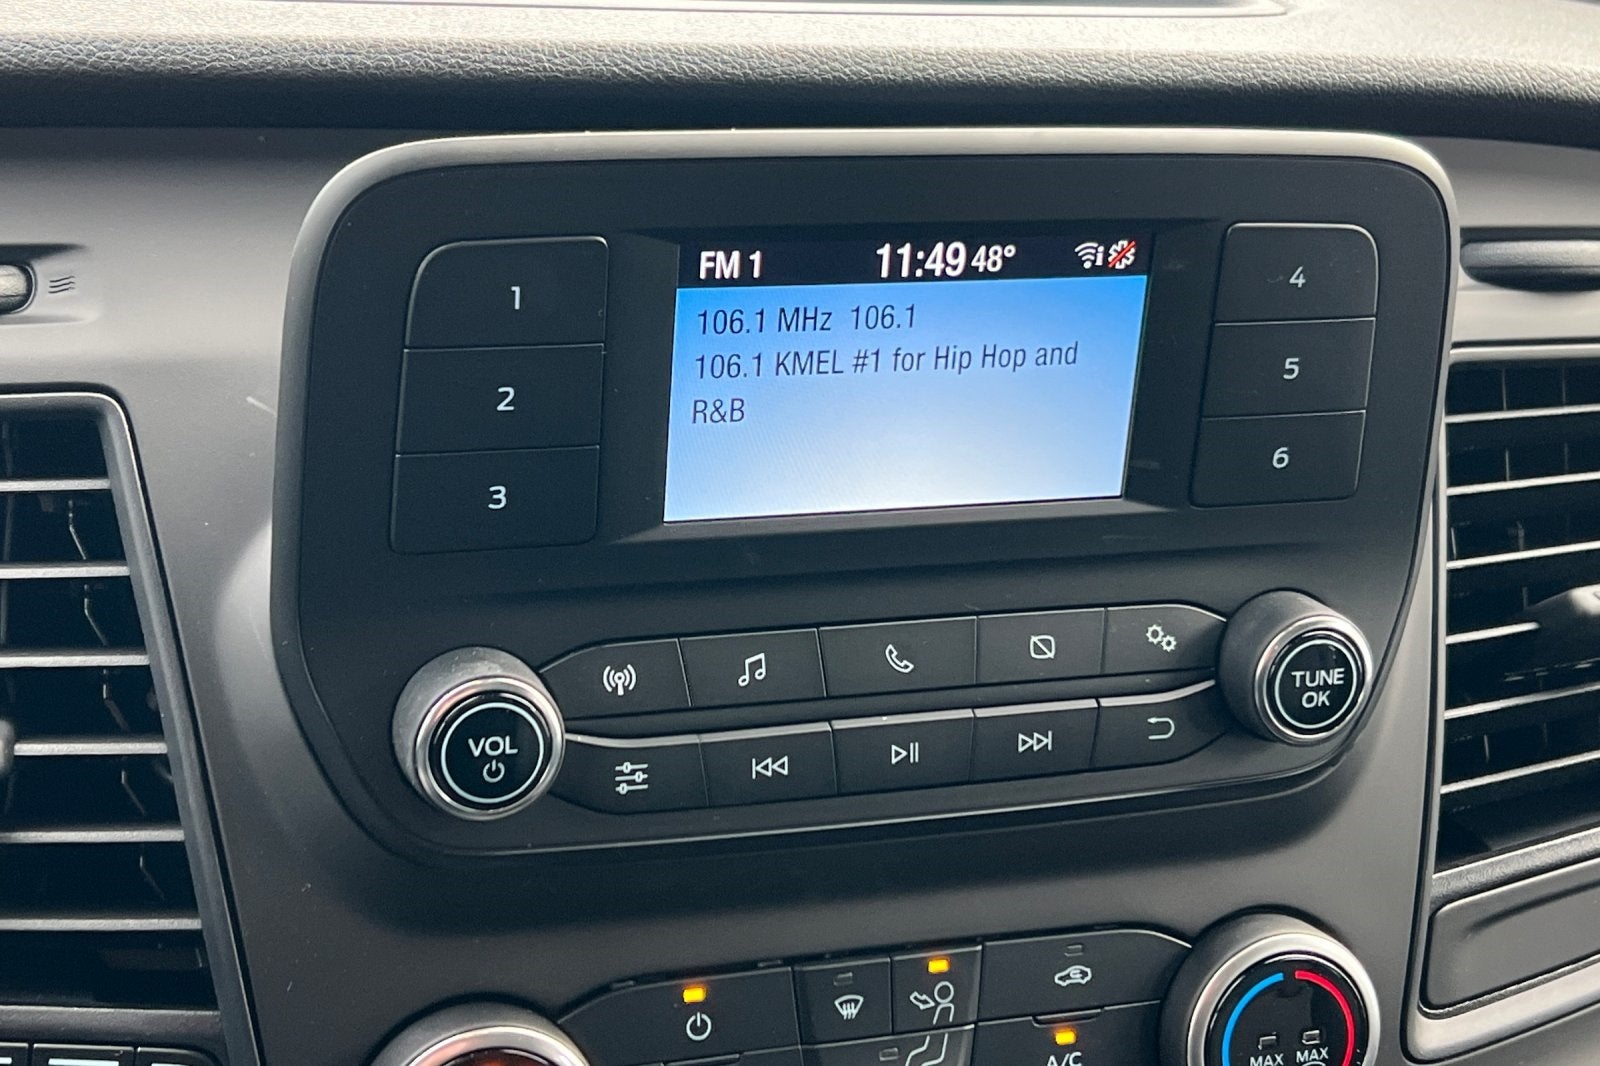 FM 1 11:49 48°
106.1 MHz 106.1
106.1 KMEL #1 for Hip Hop and
R&B
1
2
3
4
5
6
VOL
TUNE
OK
A/C
MAX MAX